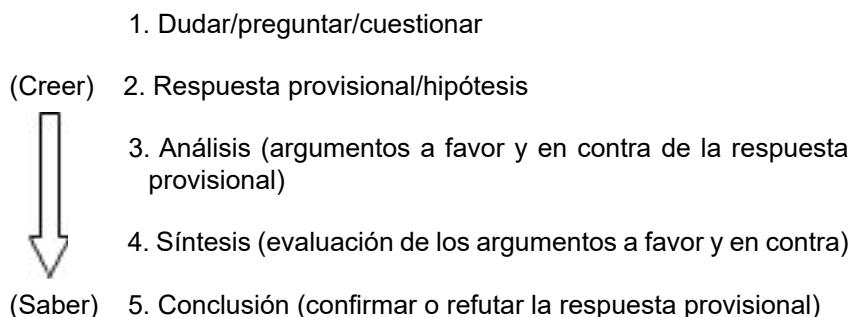 1. Dudar/preguntar/cuestionar
(Creer) 2. Respuesta provisional/hipótesis
3. Análisis (argumentos a favor y en contra de la respuesta
provisional)
4. Síntesis (evaluación de los argumentos a favor y en contra)
(Saber) 5. Conclusión (confirmar o refutar la respuesta provisional)